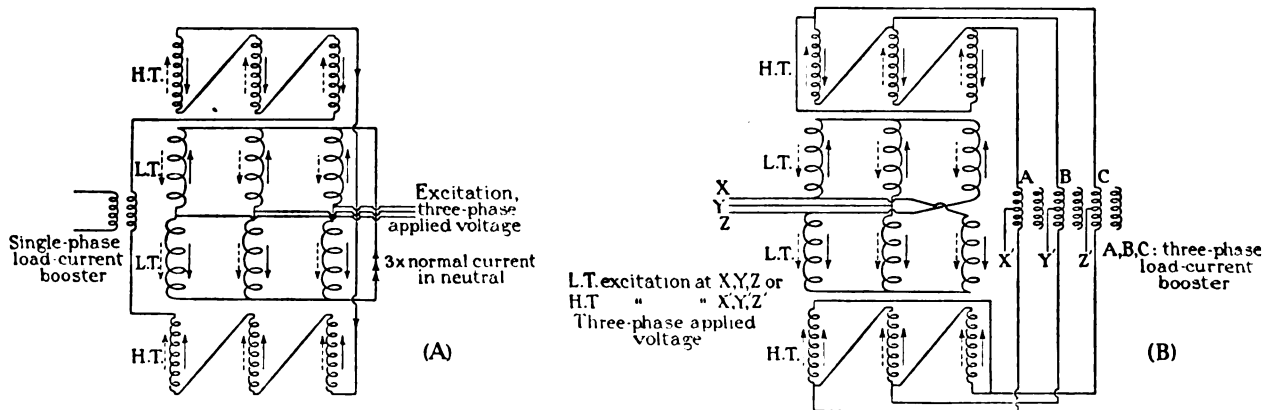 H.T.
L.T.
Excitation,
three-phase
applied voltage
Single-phase
load-current
booster
L.T.
3x normal current
in neutral
H.T.
(A)
H.T.
L.T.
X
Y
Z
A B C
L.T.
X' Y' Z'
A,B,C: three-phase
load-current
booster
L.T. excitation at X,Y,Z or
H.T " " X',Y',Z'
Three-phase applied
voltage
H.T.
(B)